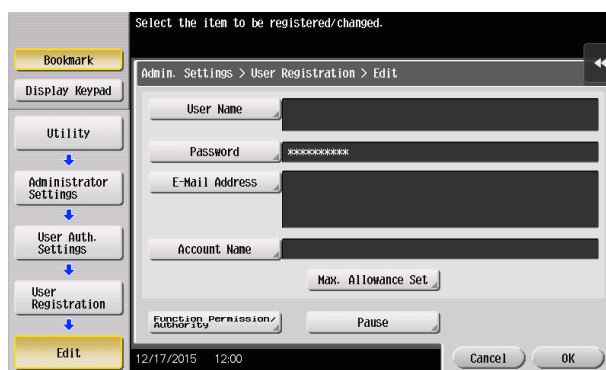 Select the item to be registered/changed.
Bookmark
Display Keypad
Utility
Administrator
Settings
User Auth.
Settings
User
Registration
Edit
Admin. Settings > User Registration > Edit
User Name
Password
**********
E-Mail Address
Account Name
Max. Allowance Set
Function Permission/
Authority
Pause
12/17/2015 12:00
Cancel
OK